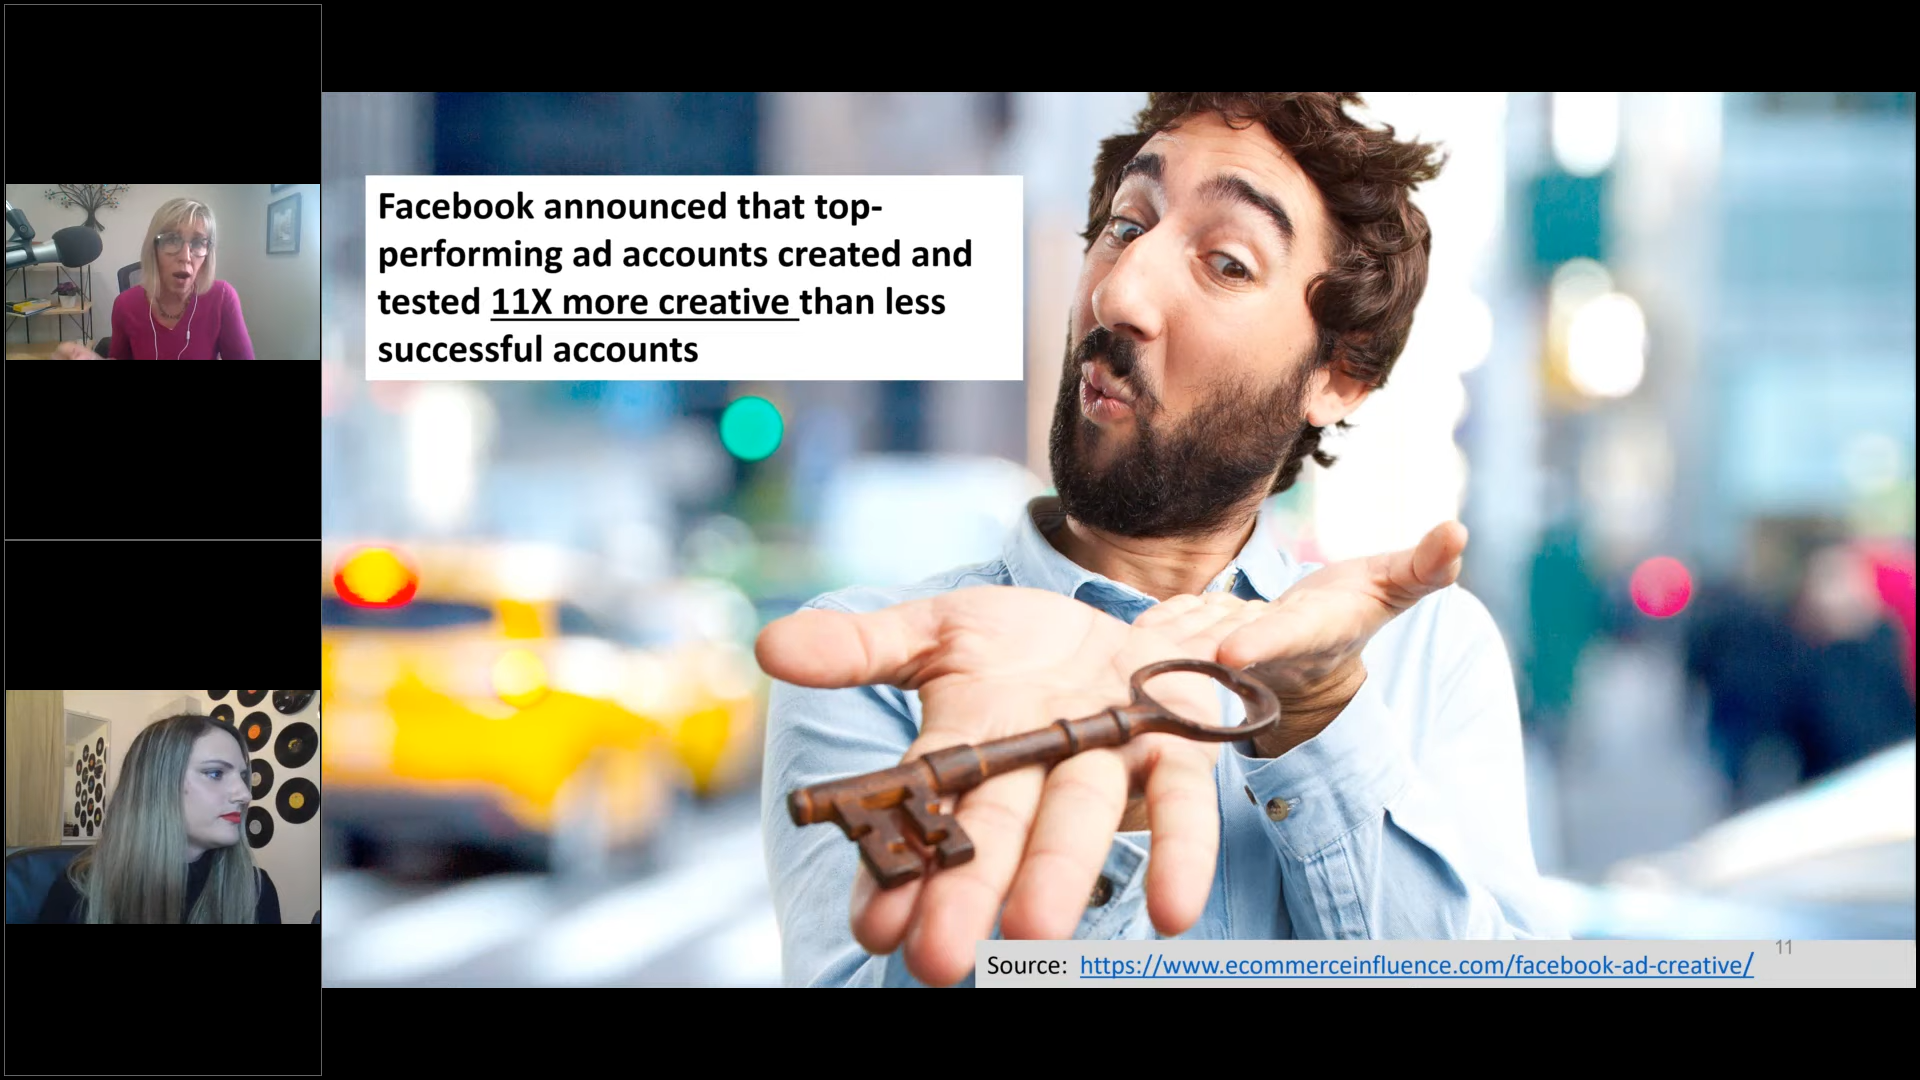 Facebook announced that top-
performing ad accounts created and
tested 11X more creative than less
successful accounts
Source: https://www.ecommerceinfluence.com/facebook-ad-creative/
11